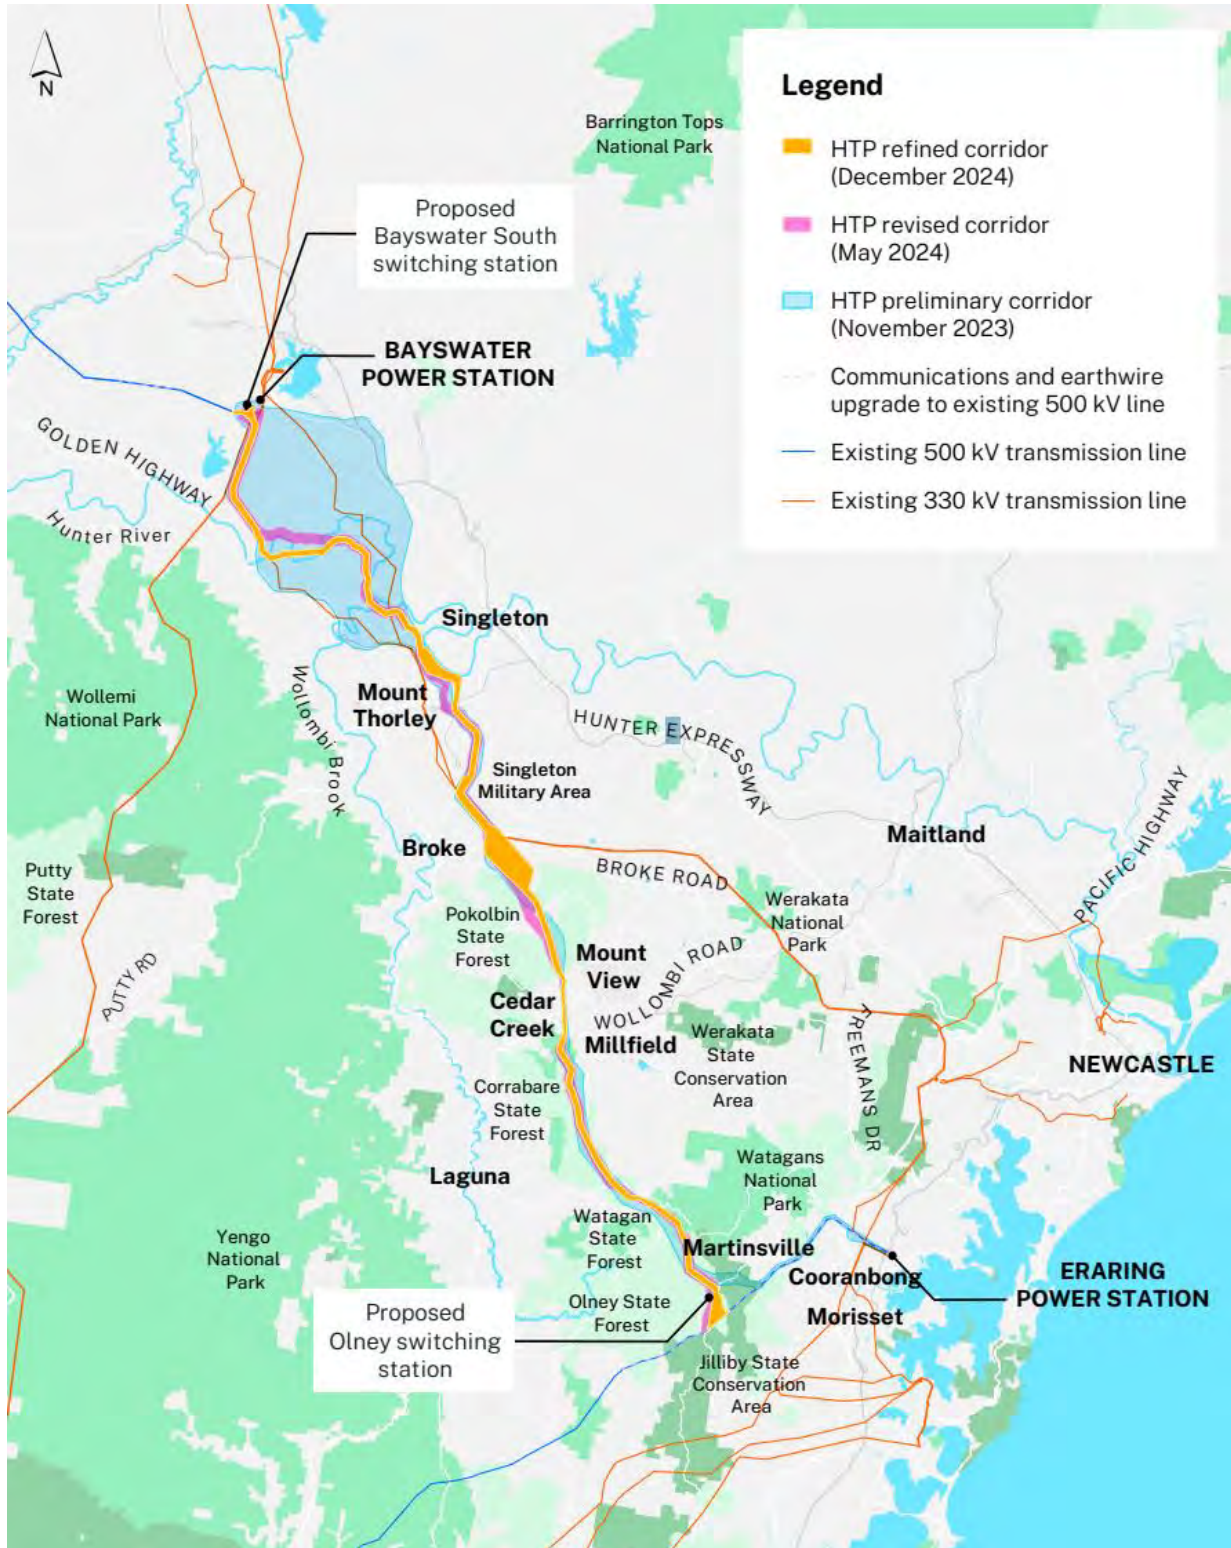 N
Barrington Tops
National Park
Legend
HTP refined corridor
(December 2024)
HTP revised corridor
(May 2024)
HTP preliminary corridor
(November 2023)
Communications and earthwire
upgrade to existing 500 kV line
Existing 500 kV transmission line
Existing 330 kV transmission line
Proposed
Bayswater South
switching station
BAYSWATER
POWER STATION
GOLDEN HIGHWAY
Hunter River
Singleton
Wollemi
National Park
Wollombi Brook
Mount
Thorley
HUNTER EXPRESSWAY
Singleton
Military Area
PACIFIC HIGHWAY
Maitland
Broke
BROKE ROAD
Putty
State
Forest
Werakata
National
Park
Pokolbin
State
Forest
PUTTY RD
Mount
View
WOLLOMBI ROAD
Cedar
Creek
Millfield
Werakata
State
Conservation
Area
FREEMANS DR
NEWCASTLE
Corrabare
State
Forest
Laguna
Watagans
National
Park
Watagan
State
Forest
Yengo
National
Park
Martinsville
Cooranbong
ERARING
POWER STATION
Olney State
Forest
Morisset
Proposed
Olney switching
station
Jilliby State
Conservation
Area